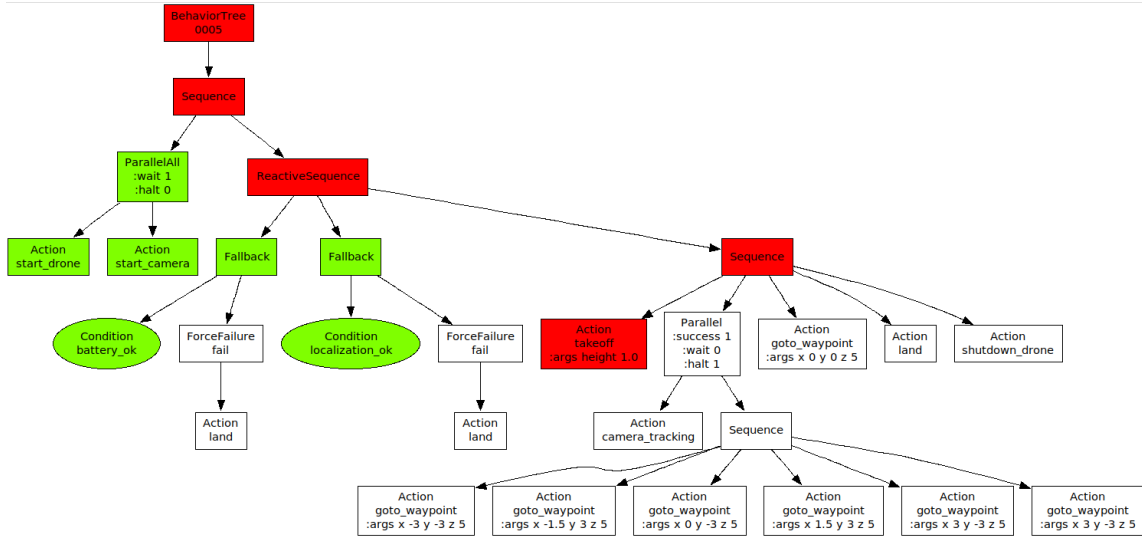 BehaviorTree
0005
Sequence
ParallelAll
:wait 1
:halt 0
ReactiveSequence
Action
start_drone
Action
start_camera
Fallback
Fallback
Sequence
Condition
battery_ok
ForceFailure
fail
Condition
localization_ok
ForceFailure
fail
Action
takeoff
:args height 1.0
Parallel
:success 1
:wait 0
:halt 1
Action
goto_waypoint
:args x 0 y 0 z 5
Action
land
Action
shutdown_drone
Action
land
Action
land
Action
camera_tracking
Sequence
Action
goto_waypoint
:args x -3 y -3 z 5
Action
goto_waypoint
:args x -1.5 y 3 z 5
Action
goto_waypoint
:args x 0 y -3 z 5
Action
goto_waypoint
:args x 1.5 y 3 z 5
Action
goto_waypoint
:args x 3 y -3 z 5
Action
goto_waypoint
:args x 3 y -3 z 5